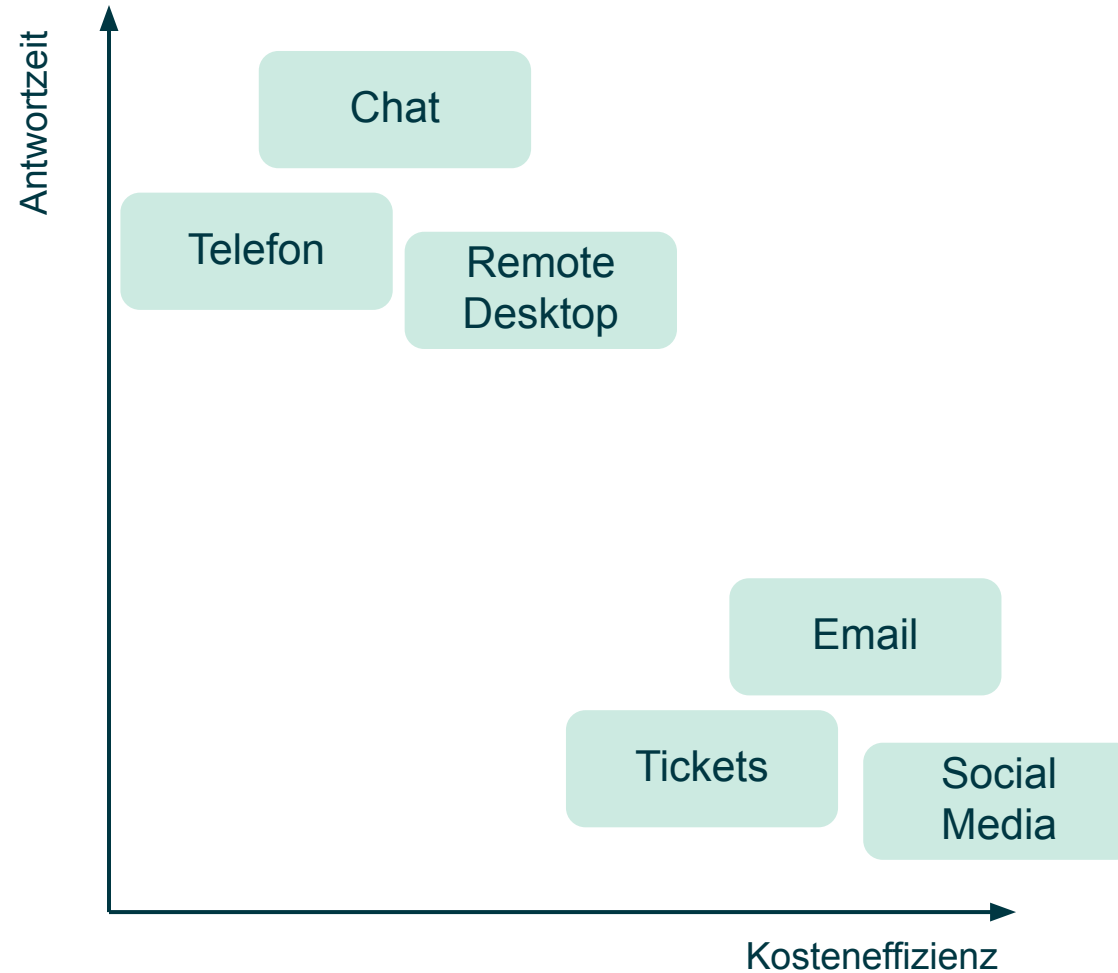 Antwortzeit
Chat
Telefon
Remote
Desktop
Email
Tickets
Social
Media
Kosteneffizienz